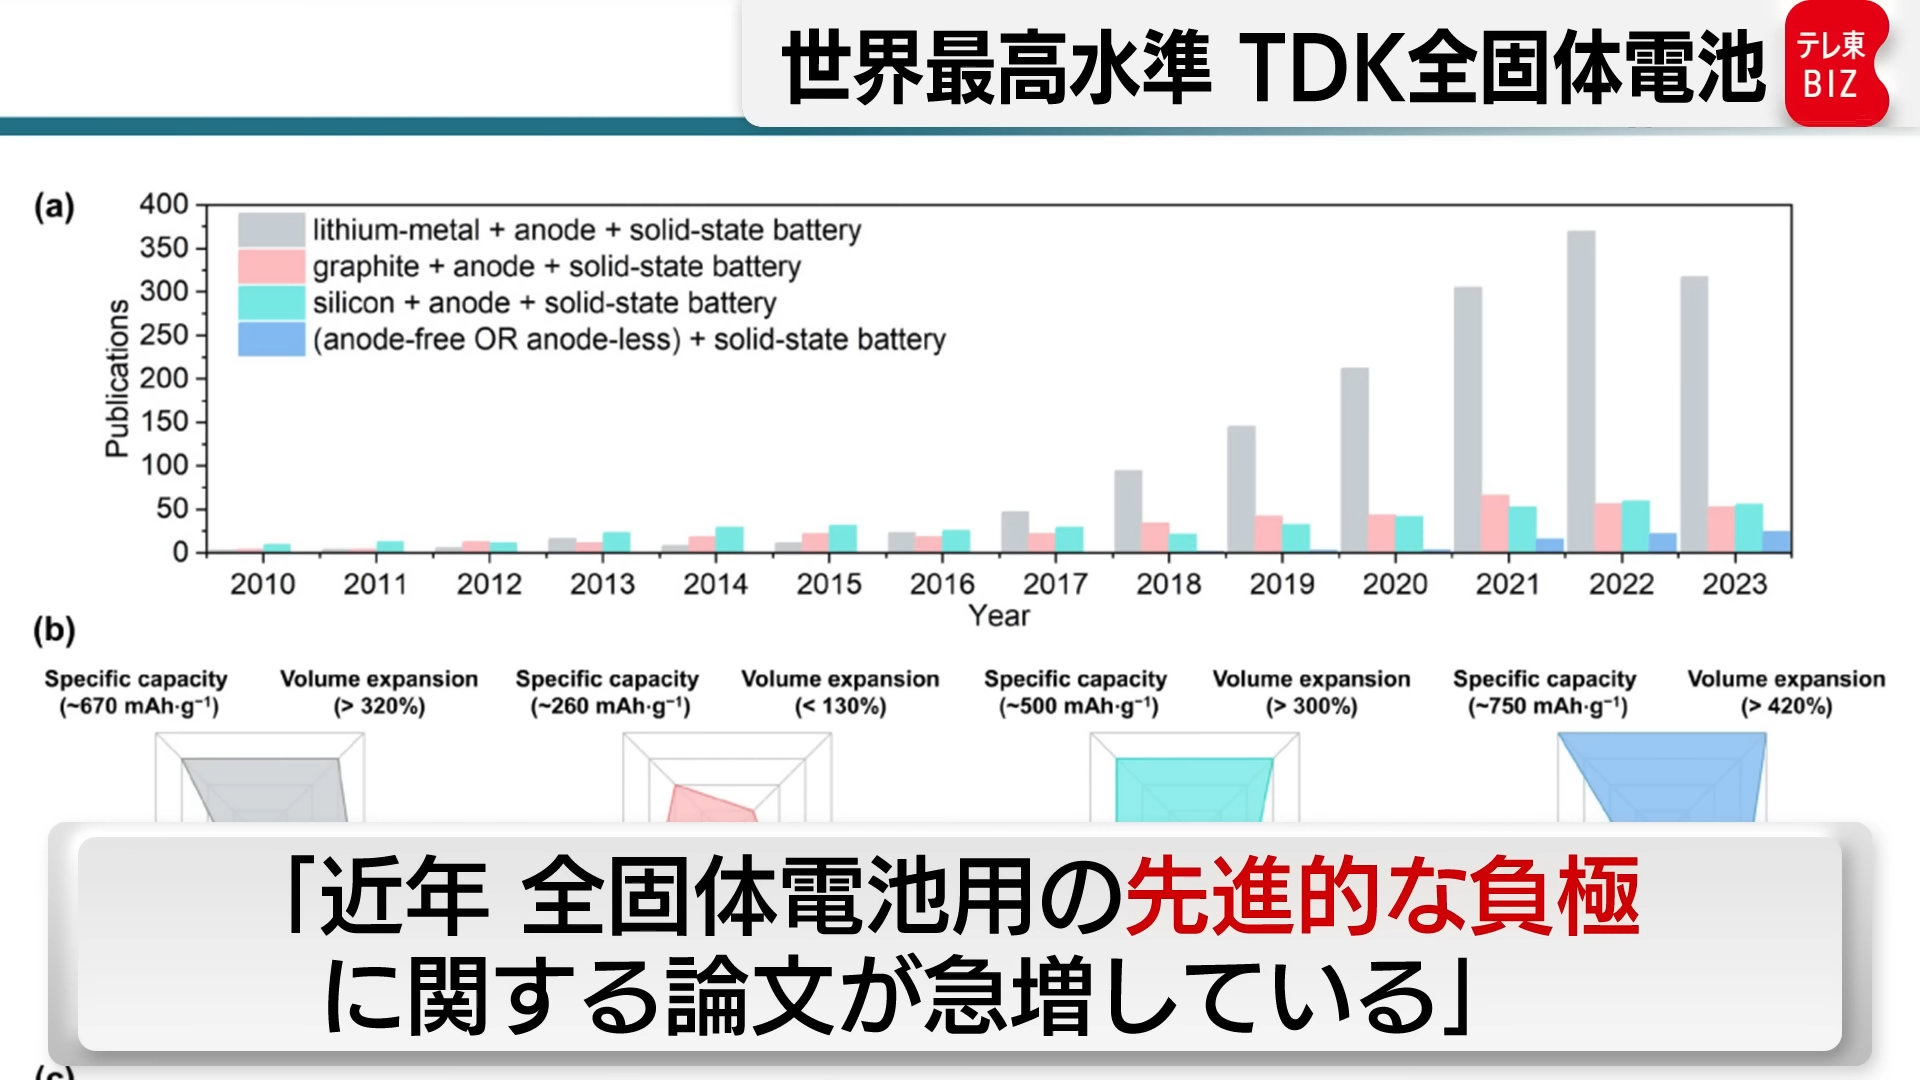 世界最高水準 TDK全固体電池
テレ東
BIZ
(a)
400
350
300
250
200
150
100
50
0
Publications
lithium-metal + anode + solid-state battery
graphite + anode + solid-state battery
silicon + anode + solid-state battery
(anode-free OR anode-less) + solid-state battery
2010 2011 2012 2013 2014 2015 2016 2017 2018 2019 2020 2021 2022 2023
Year
(b)
Specific capacity Volume expansion Specific capacity Volume expansion Specific capacity Volume expansion Specific capacity Volume expansion
(~670 mAh·g⁻¹) (> 320%) (~260 mAh·g⁻¹) (< 130%) (~500 mAh·g⁻¹) (> 300%) (~750 mAh·g⁻¹) (> 420%)
「近年 全固体電池用の先進的な負極
に関する論文が急増している」
(c)